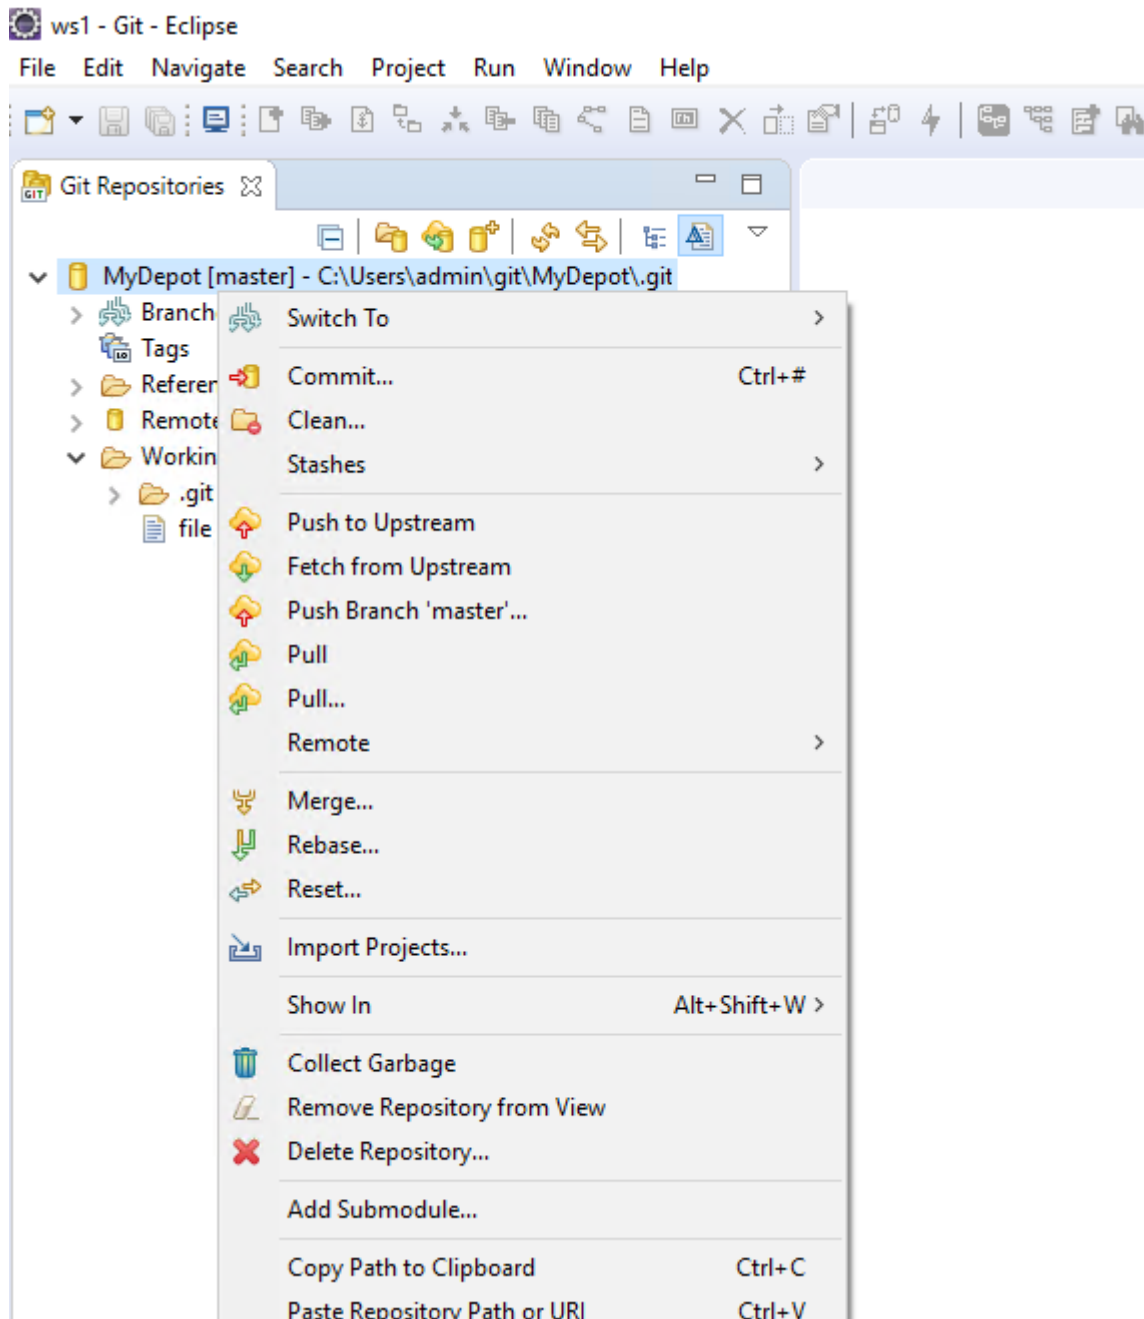 ws1 - Git - Eclipse
File Edit Navigate Search Project Run Window Help
GIT Git Repositories
MyDepot [master] - C:\Users\admin\git\MyDepot\.git
Branch
Switch To
Tags
Referen
Commit... Ctrl+#
Remote
Clean...
Workin
Stashes
.git
file
Push to Upstream
Fetch from Upstream
Push Branch 'master'...
Pull
Pull...
Remote
Merge...
Rebase...
Reset...
Import Projects...
Show In Alt+Shift+W
Collect Garbage
Remove Repository from View
Delete Repository...
Add Submodule...
Copy Path to Clipboard Ctrl+C
Paste Repository Path or URI Ctrl+V